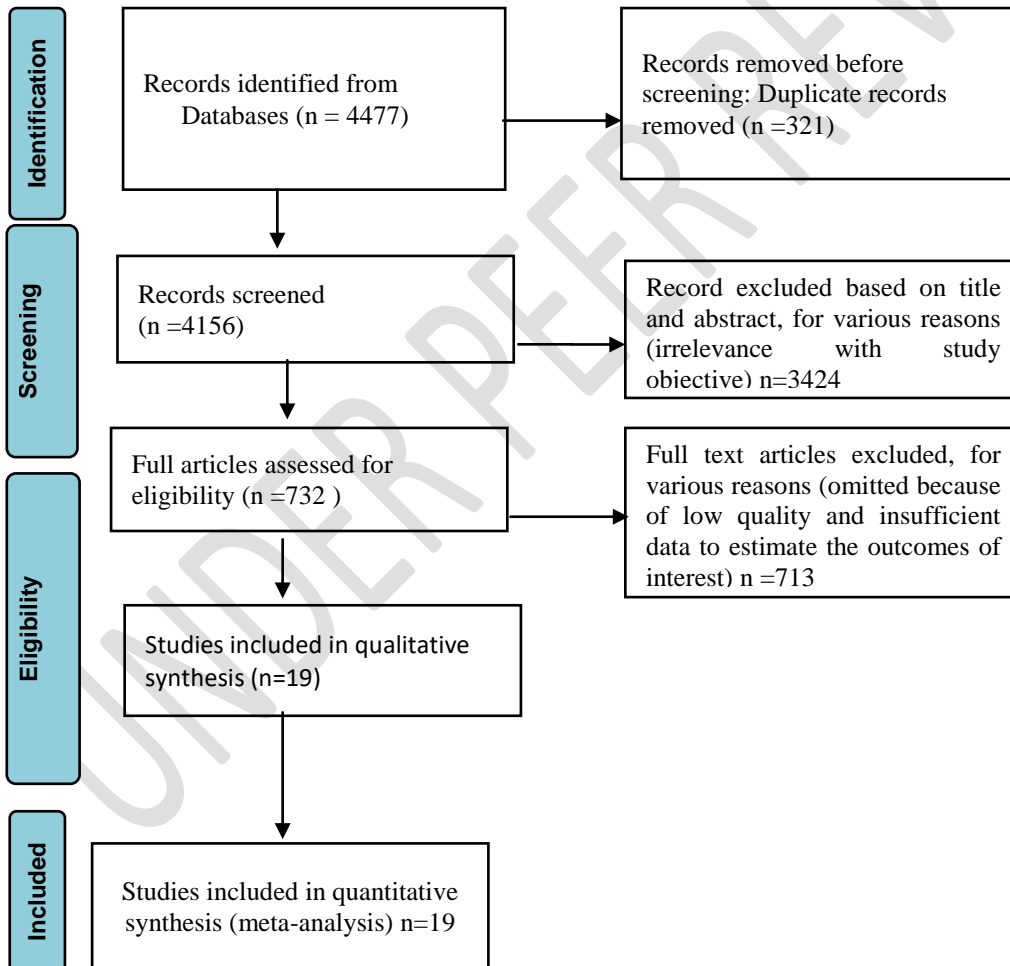 Identification
Records identified from
Databases (n = 4477)
Records removed before
screening: Duplicate records
removed (n =321)
Screening
Records screened
(n =4156)
Record excluded based on title
and abstract, for various reasons
(irrelevance with study
objective) n=3424
Full articles assessed for
eligibility (n =732 )
Full text articles excluded, for
various reasons (omitted because
of low quality and insufficient
data to estimate the outcomes of
interest) n =713
Eligibility
Studies included in qualitative
synthesis (n=19)
Included
Studies included in quantitative
synthesis (meta-analysis) n=19
UNDER PEER REV